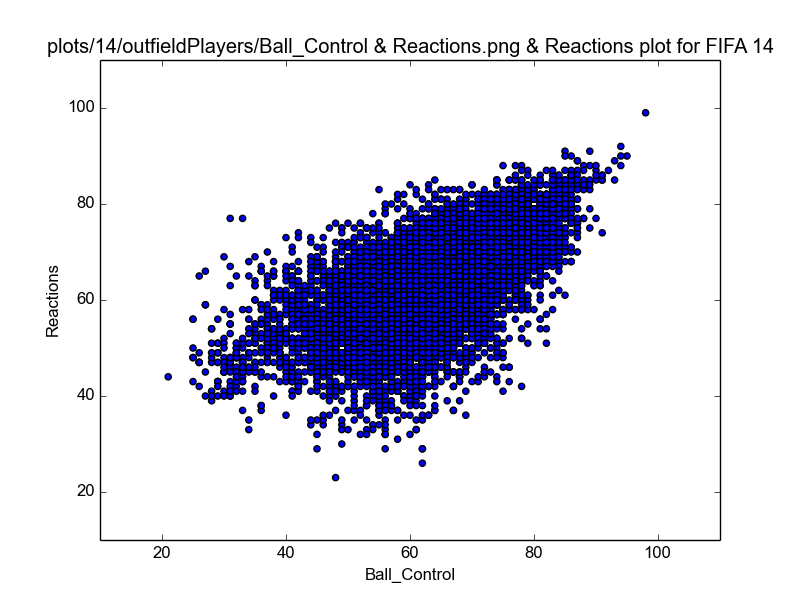 plots/14/outfieldPlayers/Ball_Control & Reactions.png & Reactions plot for FIFA 14
100
80
60
40
20
Reactions
20 40 60 80 100
Ball_Control